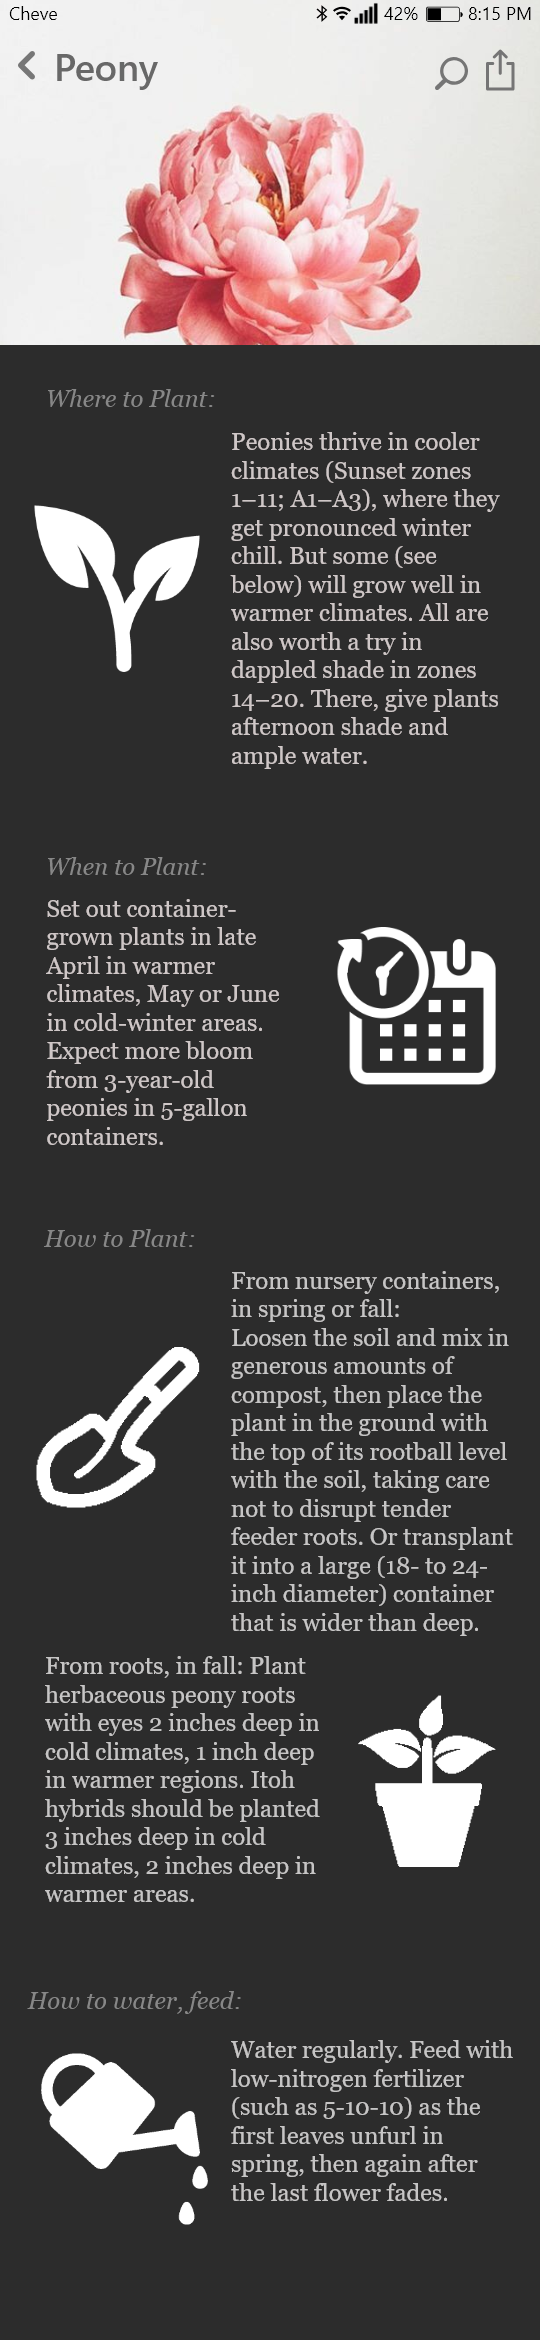 Cheve 42% 8:15 PM
Peony
Where to Plant:
Peonies thrive in cooler
climates (Sunset zones
1–11; A1–A3), where they
get pronounced winter
chill. But some (see
below) will grow well in
warmer climates. All are
also worth a try in
dappled shade in zones
14–20. There, give plants
afternoon shade and
ample water.
When to Plant:
Set out container-
grown plants in late
April in warmer
climates, May or June
in cold-winter areas.
Expect more bloom
from 3-year-old
peonies in 5-gallon
containers.
How to Plant:
From nursery containers,
in spring or fall:
Loosen the soil and mix in
generous amounts of
compost, then place the
plant in the ground with
the top of its rootball level
with the soil, taking care
not to disrupt tender
feeder roots. Or transplant
it into a large (18- to 24-
inch diameter) container
that is wider than deep.
From roots, in fall: Plant
herbaceous peony roots
with eyes 2 inches deep in
cold climates, 1 inch deep
in warmer regions. Itoh
hybrids should be planted
3 inches deep in cold
climates, 2 inches deep in
warmer areas.
How to water, feed:
Water regularly. Feed with
low-nitrogen fertilizer
(such as 5-10-10) as the
first leaves unfurl in
spring, then again after
the last flower fades.